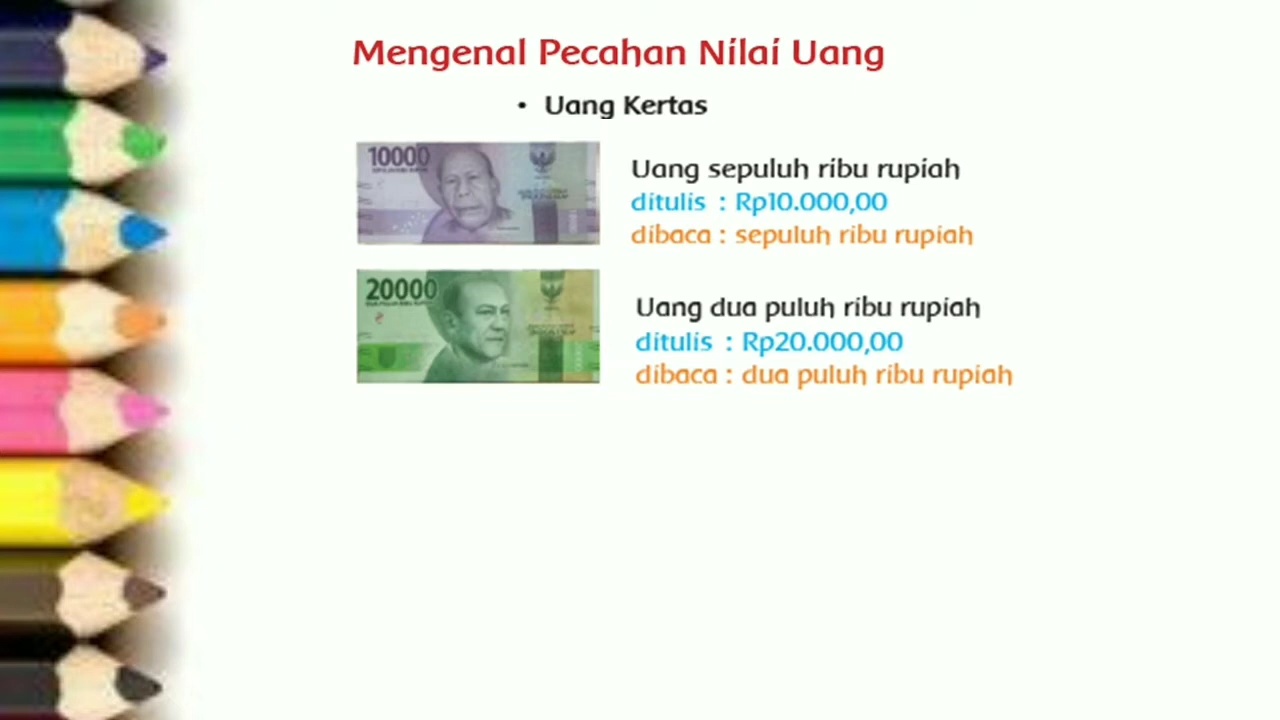 Mengenal Pecahan Nilai Uang
• Uang Kertas
10000
Uang sepuluh ribu rupiah
ditulis : Rp10.000,00
dibaca : sepuluh ribu rupiah
20000
Uang dua puluh ribu rupiah
ditulis : Rp20.000,00
dibaca : dua puluh ribu rupiah